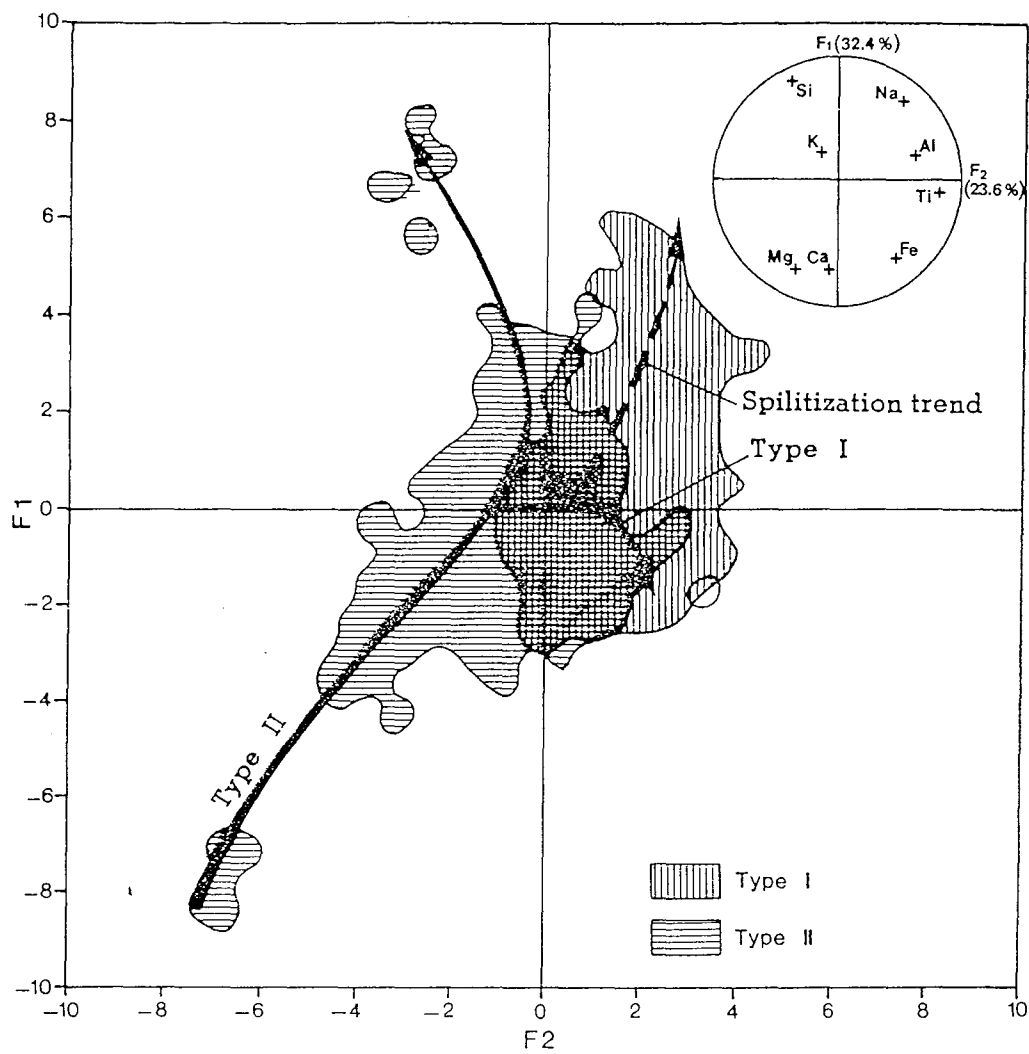 10
8
6
4
2
0
−2
−4
−6
−8
−10
F1
−10
−8
−6
−4
−2
0
2
4
6
8
10
F2
F1 (32.4 %)
Si
Na
K
Al
F2
(23.6 %)
Ti
Mg
Ca
Fe
Spilitization trend
Type I
Type II
Type I
Type II